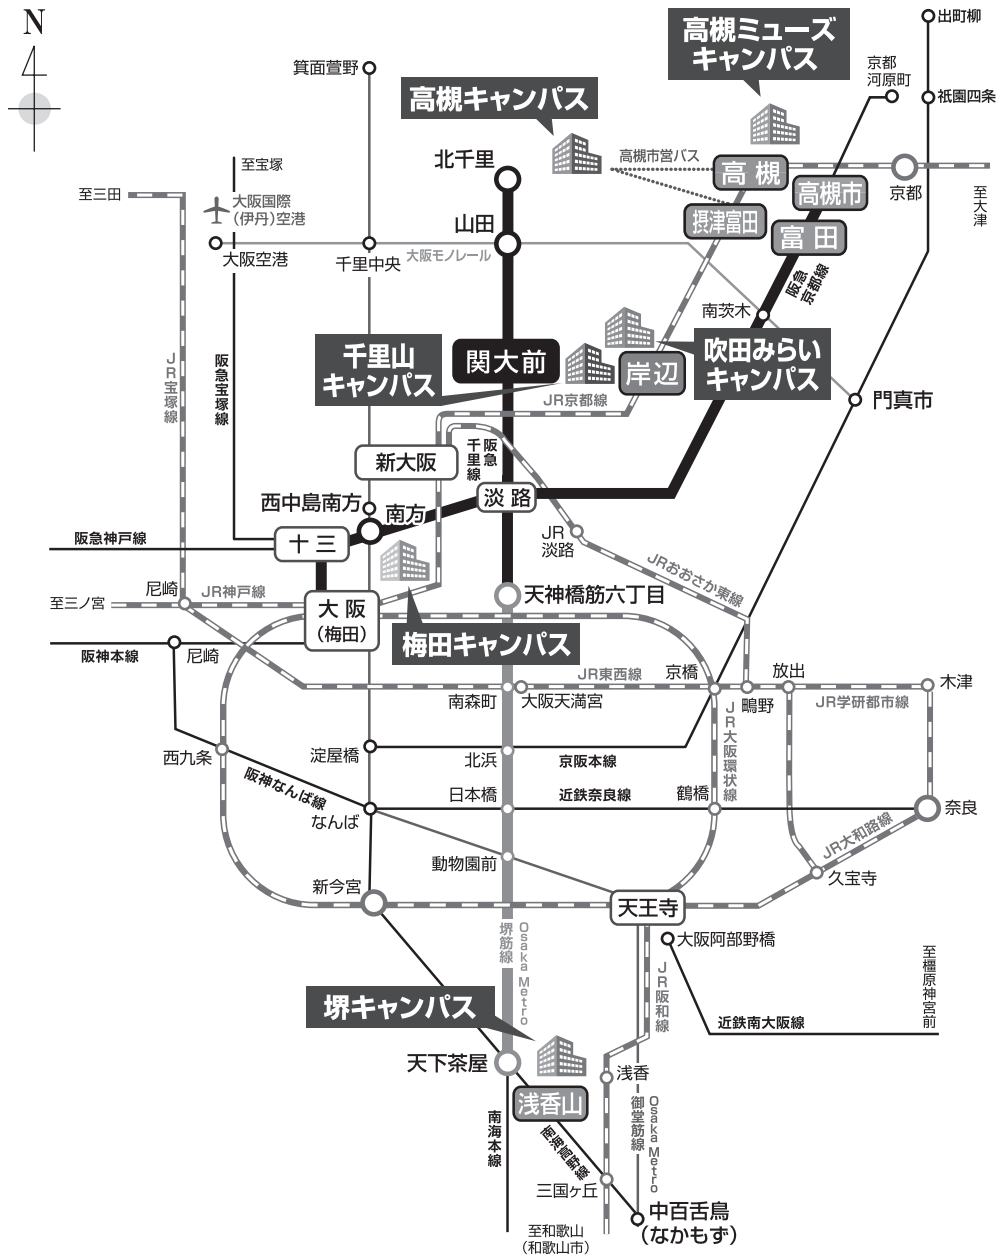 N
出町柳
高槻ミューズ
キャンパス
箕面萱野
京都
河原町
祇園四条
高槻キャンパス
至宝塚
北千里
高槻市営バス
高槻
高槻市
京都
至三田
大阪国際
(伊丹)空港
至大津
山田
摂津富田
富田
大阪空港
千里中央
大阪モノレール
阪急
京都線
南茨木
千里山
キャンパス
関大前
吹田みらい
キャンパス
岸辺
JR宝塚線
阪急宝塚線
JR京都線
門真市
新大阪
阪急
千里線
西中島南方
南方
淡路
阪急神戸線
十三
JR
淡路
JRおおさか東線
尼崎
JR神戸線
至三ノ宮
大阪
(梅田)
天神橋筋六丁目
梅田キャンパス
阪神本線
尼崎
JR東西線
京橋
放出
木津
南森町
大阪天満宮
鴫野
JR学研都市線
西九条
淀屋橋
北浜
京阪本線
JR大阪環状線
阪神なんば線
日本橋
近鉄奈良線
鶴橋
奈良
なんば
JR大和路線
動物園前
新今宮
久宝寺
天王寺
堺筋線
Osaka Metro
大阪阿部野橋
至橿原神宮前
JR阪和線
堺キャンパス
近鉄南大阪線
天下茶屋
浅香
浅香山
南海本線
御堂筋線
Osaka Metro
南海高野線
三国ヶ丘
中百舌鳥
(なかもず)
至和歌山
(和歌山市)